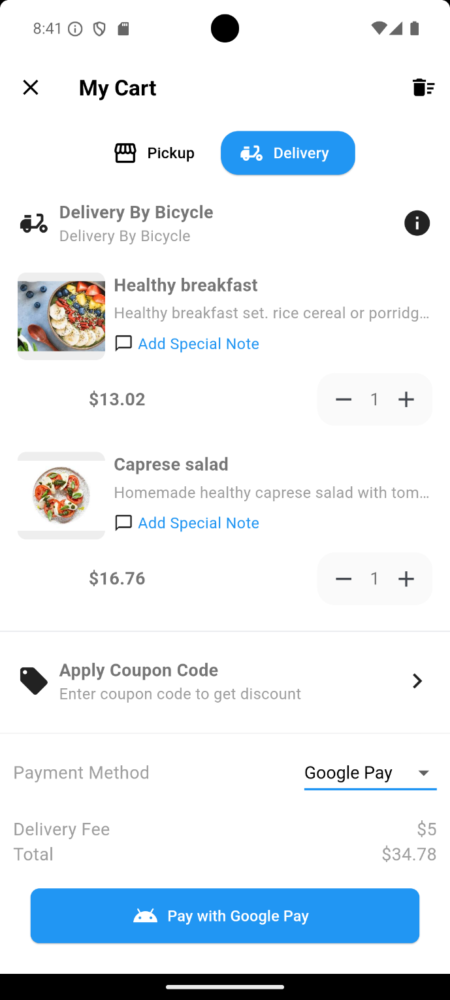 8:41
My Cart
Pickup
Delivery
Delivery By Bicycle
Delivery By Bicycle
Healthy breakfast
Healthy breakfast set. rice cereal or porridg...
Add Special Note
$13.02
1
Caprese salad
Homemade healthy caprese salad with tom...
Add Special Note
$16.76
1
Apply Coupon Code
Enter coupon code to get discount
Payment Method
Google Pay
Delivery Fee
$5
Total
$34.78
Pay with Google Pay